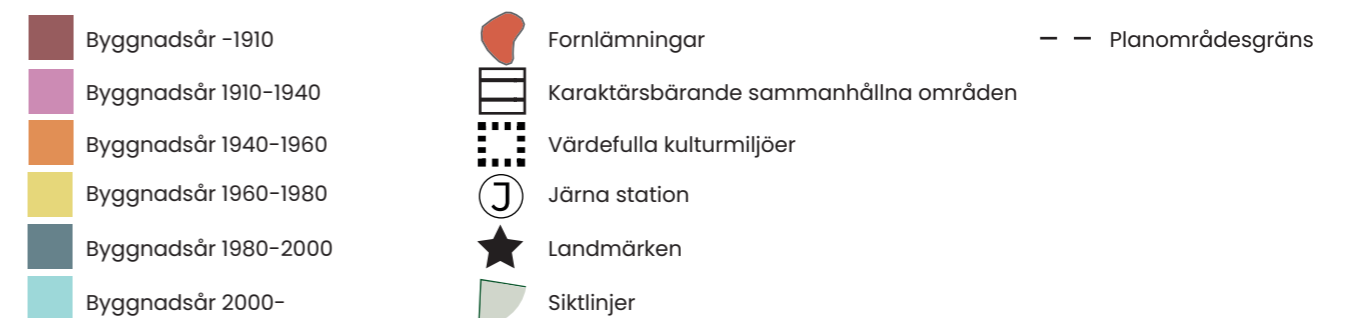 Byggnadsår -1910
Byggnadsår 1910-1940
Byggnadsår 1940-1960
Byggnadsår 1960-1980
Byggnadsår 1980-2000
Byggnadsår 2000-
Fornlämningar
Karaktärsbärande sammanhållna områden
Värdefulla kulturmiljöer
J Järna station
Landmärken
Siktlinjer
Planområdesgräns